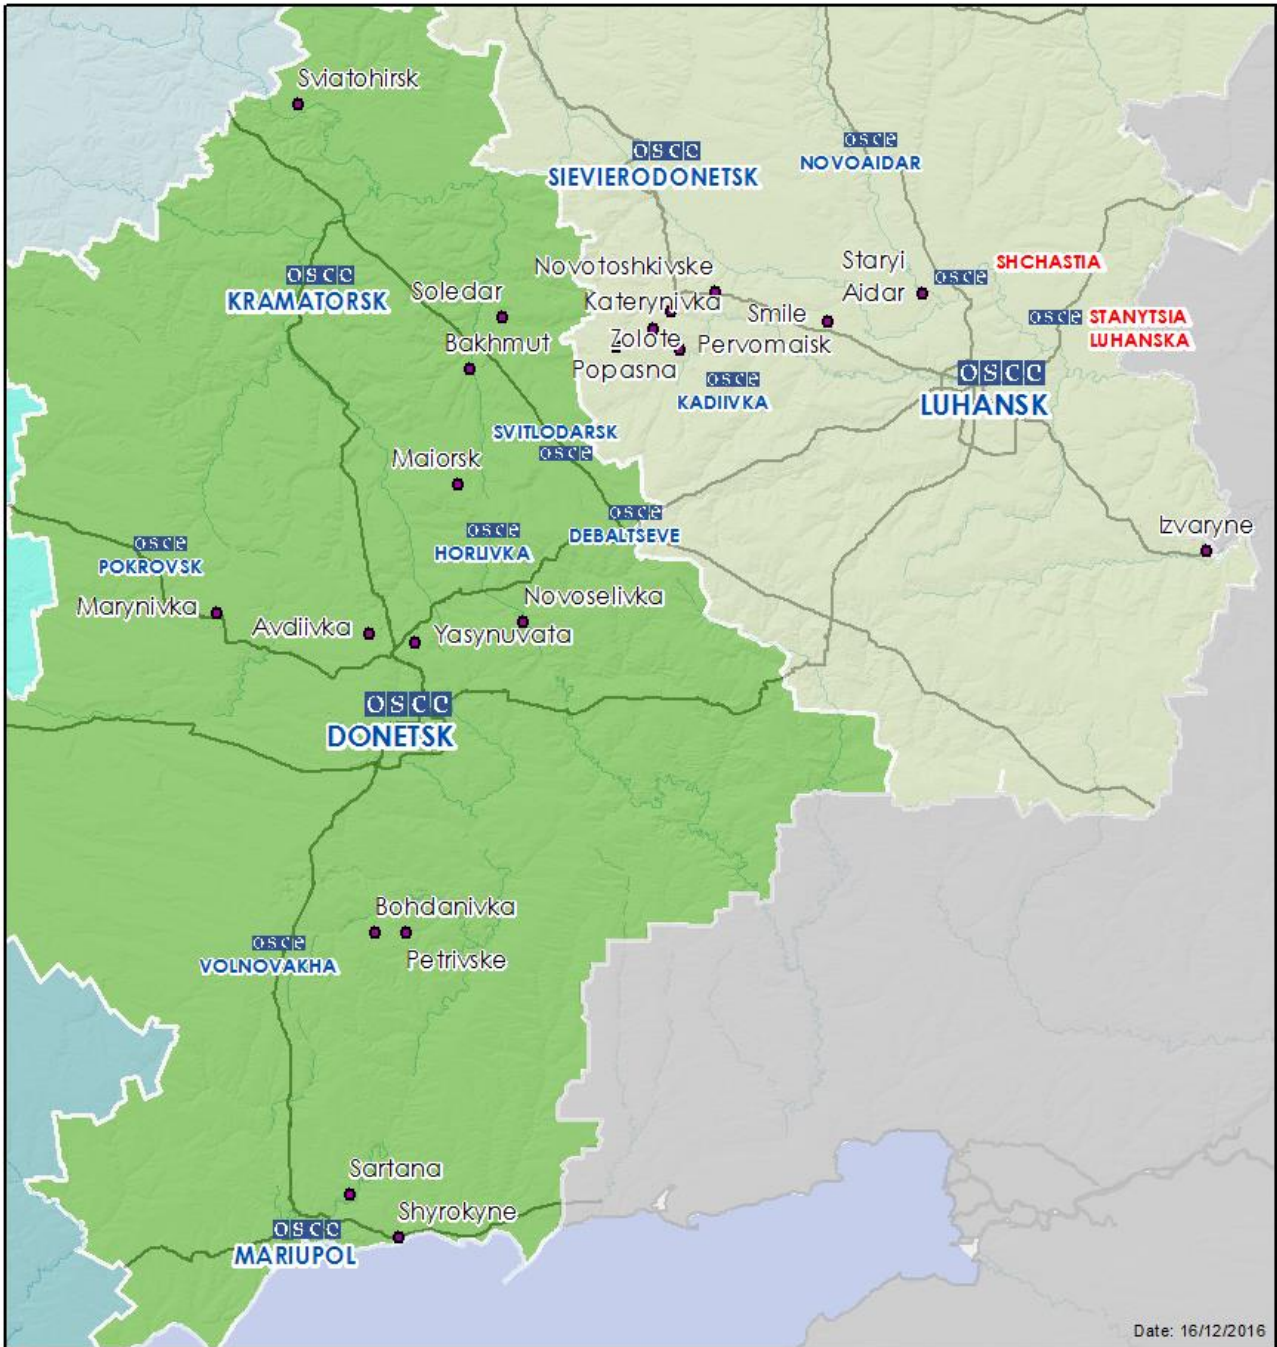 Sviatohirsk
osce
NOVOAIDAR
osce
SIEVIERODONETSK
Staryi
Aidar
osce
SHCHASTIA
osce
KRAMATORSK
Novotoshkivske
Soledar
Katerynivka
Smile
osce
STANYTSIA
LUHANSKA
Bakhmut
Zolote
Pervomaisk
Popasna
osce
KADIIVKA
osce
LUHANSK
SVITLODARSK
osce
Maiorsk
osce
HORLIVKA
osce
DEBALTSEVE
Izvaryne
osce
POKROVSK
Marynivka
Avdiivka
Yasynuvata
Novoselivka
osce
DONETSK
Bohdanivka
Petrivske
osce
VOLNOVAKHA
Sartana
Shyrokyne
osce
MARIUPOL
Date: 16/12/2016